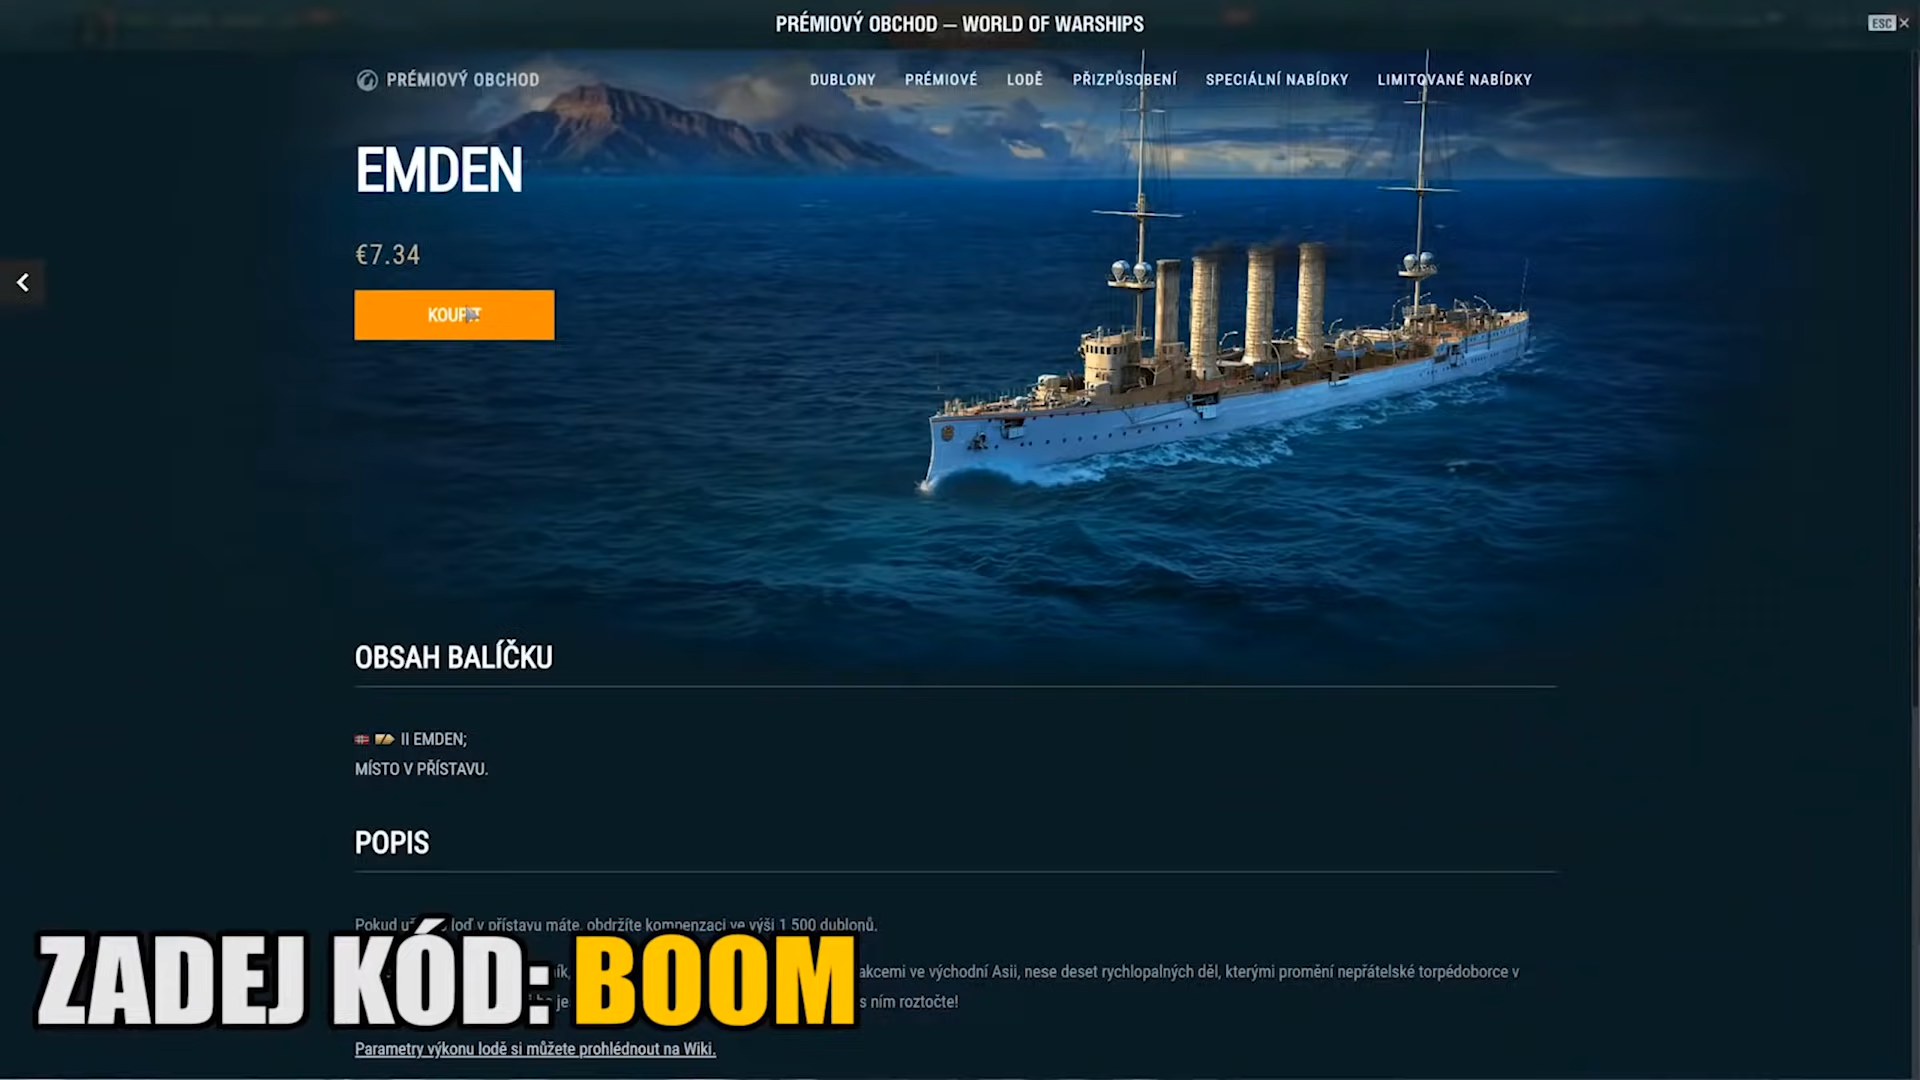 PRÉMIOVÝ OBCHOD – WORLD OF WARSHIPS
ESC
PRÉMIOVÝ OBCHOD
DUBLONY PRÉMIOVÉ LODĚ PŘIZPŮSOBENÍ SPECIÁLNÍ NABÍDKY LIMITOVANÉ NABÍDKY
EMDEN
€7.34
KOUPIT
OBSAH BALÍČKU
II EMDEN;
MÍSTO V PŘÍSTAVU.
POPIS
Pokud loď v přístavu máte, obdržíte kompenzaci ve výši 1 500 dublonů.
akcemi ve východní Asii, nese deset rychlopalných děl, kterými promění nepřátelské torpédoborce v
s ním roztočte!
ZADEJ KÓD: BOOM
Parametry výkonu lodě si můžete prohlédnout na Wiki.